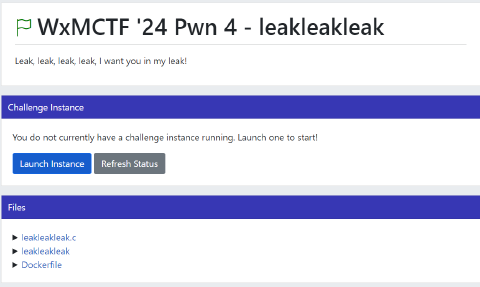 WxMCTF '24 Pwn 4 - leakleakleak
Leak, leak, leak, leak, I want you in my leak!
Challenge Instance
You do not currently have a challenge instance running. Launch one to start!
Launch Instance Refresh Status
Files
leakleakleak.c
leakleakleak
Dockerfile